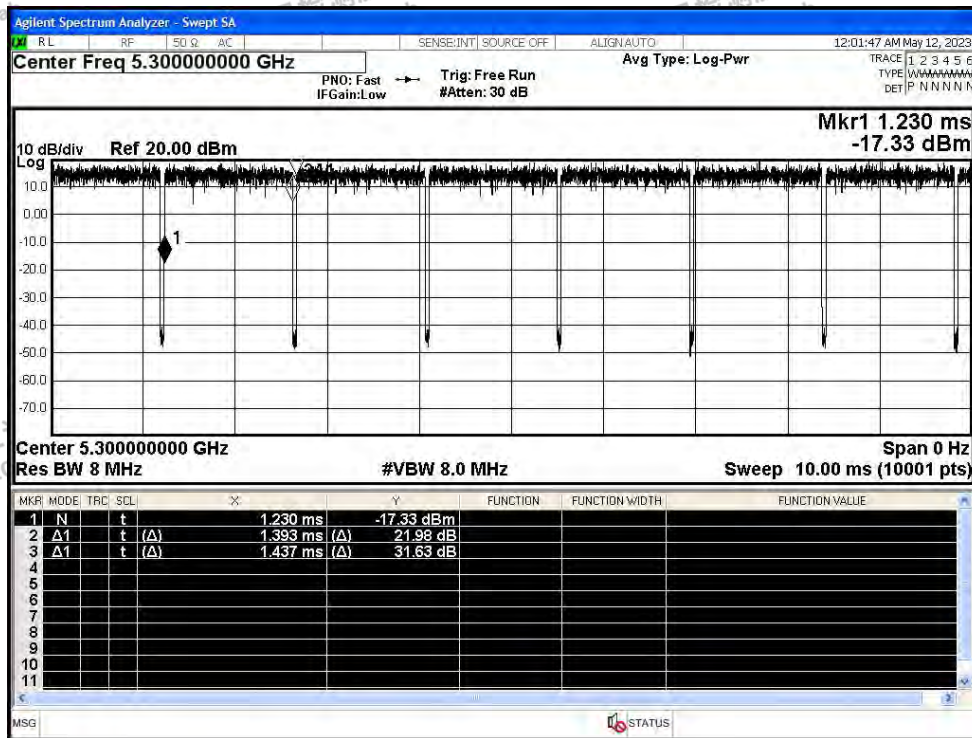 Agilent Spectrum Analyzer - Swept SA
LXI RL RF 50 Ω AC SENSE:INT SOURCE OFF ALIGN AUTO 12:01:47 AM May 12, 2023
Center Freq 5.300000000 GHz Avg Type: Log-Pwr TRACE 1 2 3 4 5 6
PNO: Fast Trig: Free Run TYPE WWWWWW
IFGain:Low #Atten: 30 dB DET P N N N N N
Mkr1 1.230 ms
10 dB/div Ref 20.00 dBm -17.33 dBm
Log
10.0
0.00
1
-10.0
-20.0
-30.0
-40.0
-50.0
-60.0
-70.0
Center 5.300000000 GHz Span 0 Hz
Res BW 8 MHz #VBW 8.0 MHz Sweep 10.00 ms (10001 pts)
MKR MODE TRC SCL X Y FUNCTION FUNCTION WIDTH FUNCTION VALUE
1 N t 1.230 ms -17.33 dBm
2 Δ1 t (Δ) 1.393 ms (Δ) 21.98 dB
3 Δ1 t (Δ) 1.437 ms (Δ) 31.63 dB
4
5
6
7
8
9
10
11
MSG STATUS